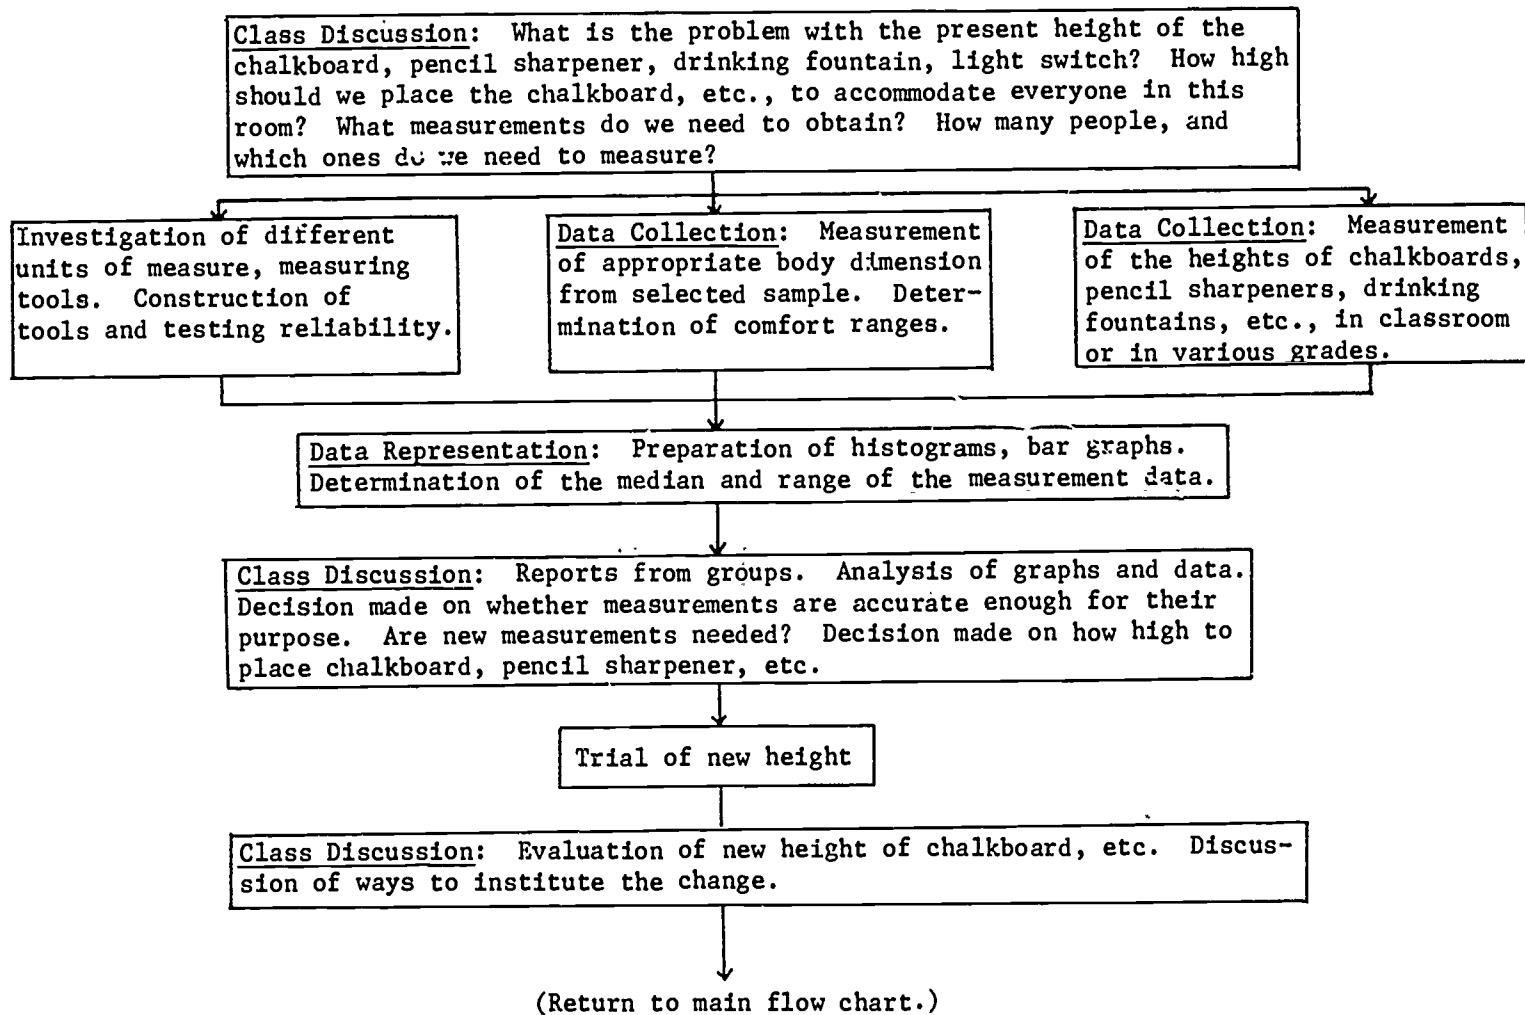 Class Discussion: What is the problem with the present height of the
chalkboard, pencil sharpener, drinking fountain, light switch? How high
should we place the chalkboard, etc., to accommodate everyone in this
room? What measurements do we need to obtain? How many people, and
which ones do we need to measure?
Investigation of different
units of measure, measuring
tools. Construction of
tools and testing reliability.
Data Collection: Measurement
of appropriate body dimension
from selected sample. Deter-
mination of comfort ranges.
Data Collection: Measurement
of the heights of chalkboards,
pencil sharpeners, drinking
fountains, etc., in classroom
or in various grades.
Data Representation: Preparation of histograms, bar graphs.
Determination of the median and range of the measurement data.
Class Discussion: Reports from groups. Analysis of graphs and data.
Decision made on whether measurements are accurate enough for their
purpose. Are new measurements needed? Decision made on how high to
place chalkboard, pencil sharpener, etc.
Trial of new height
Class Discussion: Evaluation of new height of chalkboard, etc. Discus-
sion of ways to institute the change.
(Return to main flow chart.)